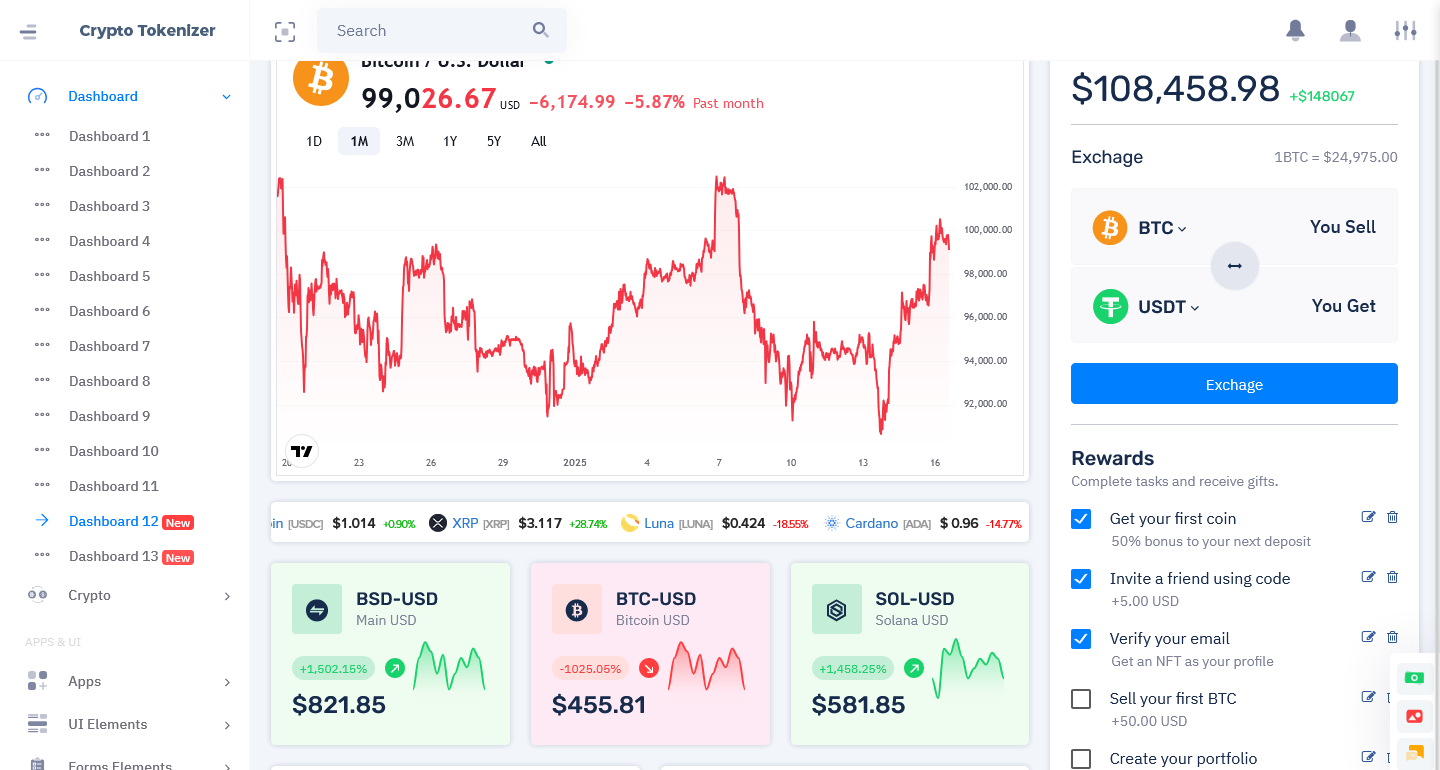 Crypto Tokenizer
Search
Dashboard
Dashboard 1
Dashboard 2
Dashboard 3
Dashboard 4
Dashboard 5
Dashboard 6
Dashboard 7
Dashboard 8
Dashboard 9
Dashboard 10
Dashboard 11
Dashboard 12 New
Dashboard 13 New
Crypto
APPS & UI
Apps
UI Elements
Forms Elements
Bitcoin / U.S. Dollar
99,026.67 USD −6,174.99 −5.87% Past month
1D 1M 3M 1Y 5Y All
102,000.00
100,000.00
98,000.00
96,000.00
94,000.00
92,000.00
23 26 29 2025 4 7 10 13 16
in [USDC] $1.014 +0.90% XRP [XRP] $3.117 +28.74% Luna [LUNA] $0.424 -18.55% Cardano [ADA] $ 0.96 -14.77%
BSD-USD
Main USD
+1,502.15%
$821.85
BTC-USD
Bitcoin USD
-1025.05%
$455.81
SOL-USD
Solana USD
+1,458.25%
$581.85
$108,458.98 +$148067
Exchage 1BTC = $24,975.00
BTC You Sell
USDT You Get
Exchage
Rewards
Complete tasks and receive gifts.
Get your first coin
50% bonus to your next deposit
Invite a friend using code
+5.00 USD
Verify your email
Get an NFT as your profile
Sell your first BTC
+50.00 USD
Create your portfolio